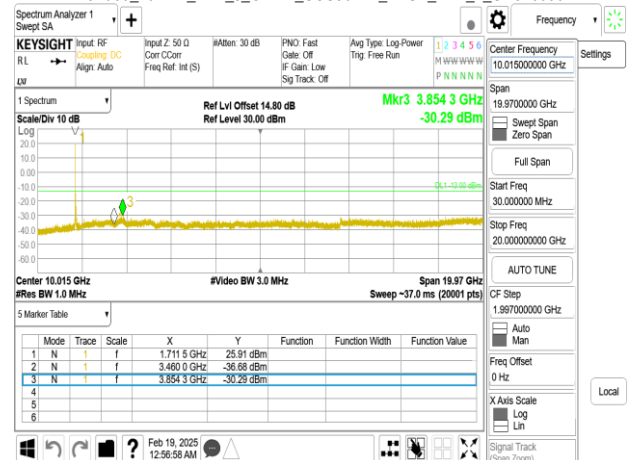 Spectrum Analyzer 1
Swept SA
Frequency
KEYSIGHT
Input: RF
Input Z: 50 Ω
#Atten: 30 dB
PNO: Fast
Avg Type: Log-Power
1 2 3 4 5 6
RL
Coupling: DC
Corr CCorr
Gate: Off
Trig: Free Run
M W W W W W
Align: Auto
Freq Ref: Int (S)
IF Gain: Low
P N N N N N
Sig Track: Off
LXI
Center Frequency
10.015000000 GHz
Settings
1 Spectrum
Ref Lvl Offset 14.80 dB
Mkr3 3.854 3 GHz
Scale/Div 10 dB
Ref Level 30.00 dBm
-30.29 dBm
Span
19.9700000 GHz
Swept Span
Zero Span
Full Span
Log
20.0
10.0
0.00
-10.0
-20.0
-30.0
-40.0
-50.0
-60.0
1
3
DL1 -13.00 dBm
Start Freq
30.000000 MHz
Stop Freq
20.000000000 GHz
AUTO TUNE
Center 10.015 GHz
#Video BW 3.0 MHz
Span 19.97 GHz
#Res BW 1.0 MHz
Sweep ~37.0 ms (20001 pts)
CF Step
1.997000000 GHz
Auto
Man
5 Marker Table
Mode Trace Scale X Y Function Function Width Function Value
1 N 1 f 1.711 5 GHz 25.91 dBm
2 N 1 f 3.460 0 GHz -36.68 dBm
3 N 1 f 3.854 3 GHz -30.29 dBm
4
5
6
Freq Offset
0 Hz
X Axis Scale
Log
Lin
Local
Signal Track
(Span Zoom)
?
Feb 19, 2025
12:56:58 AM